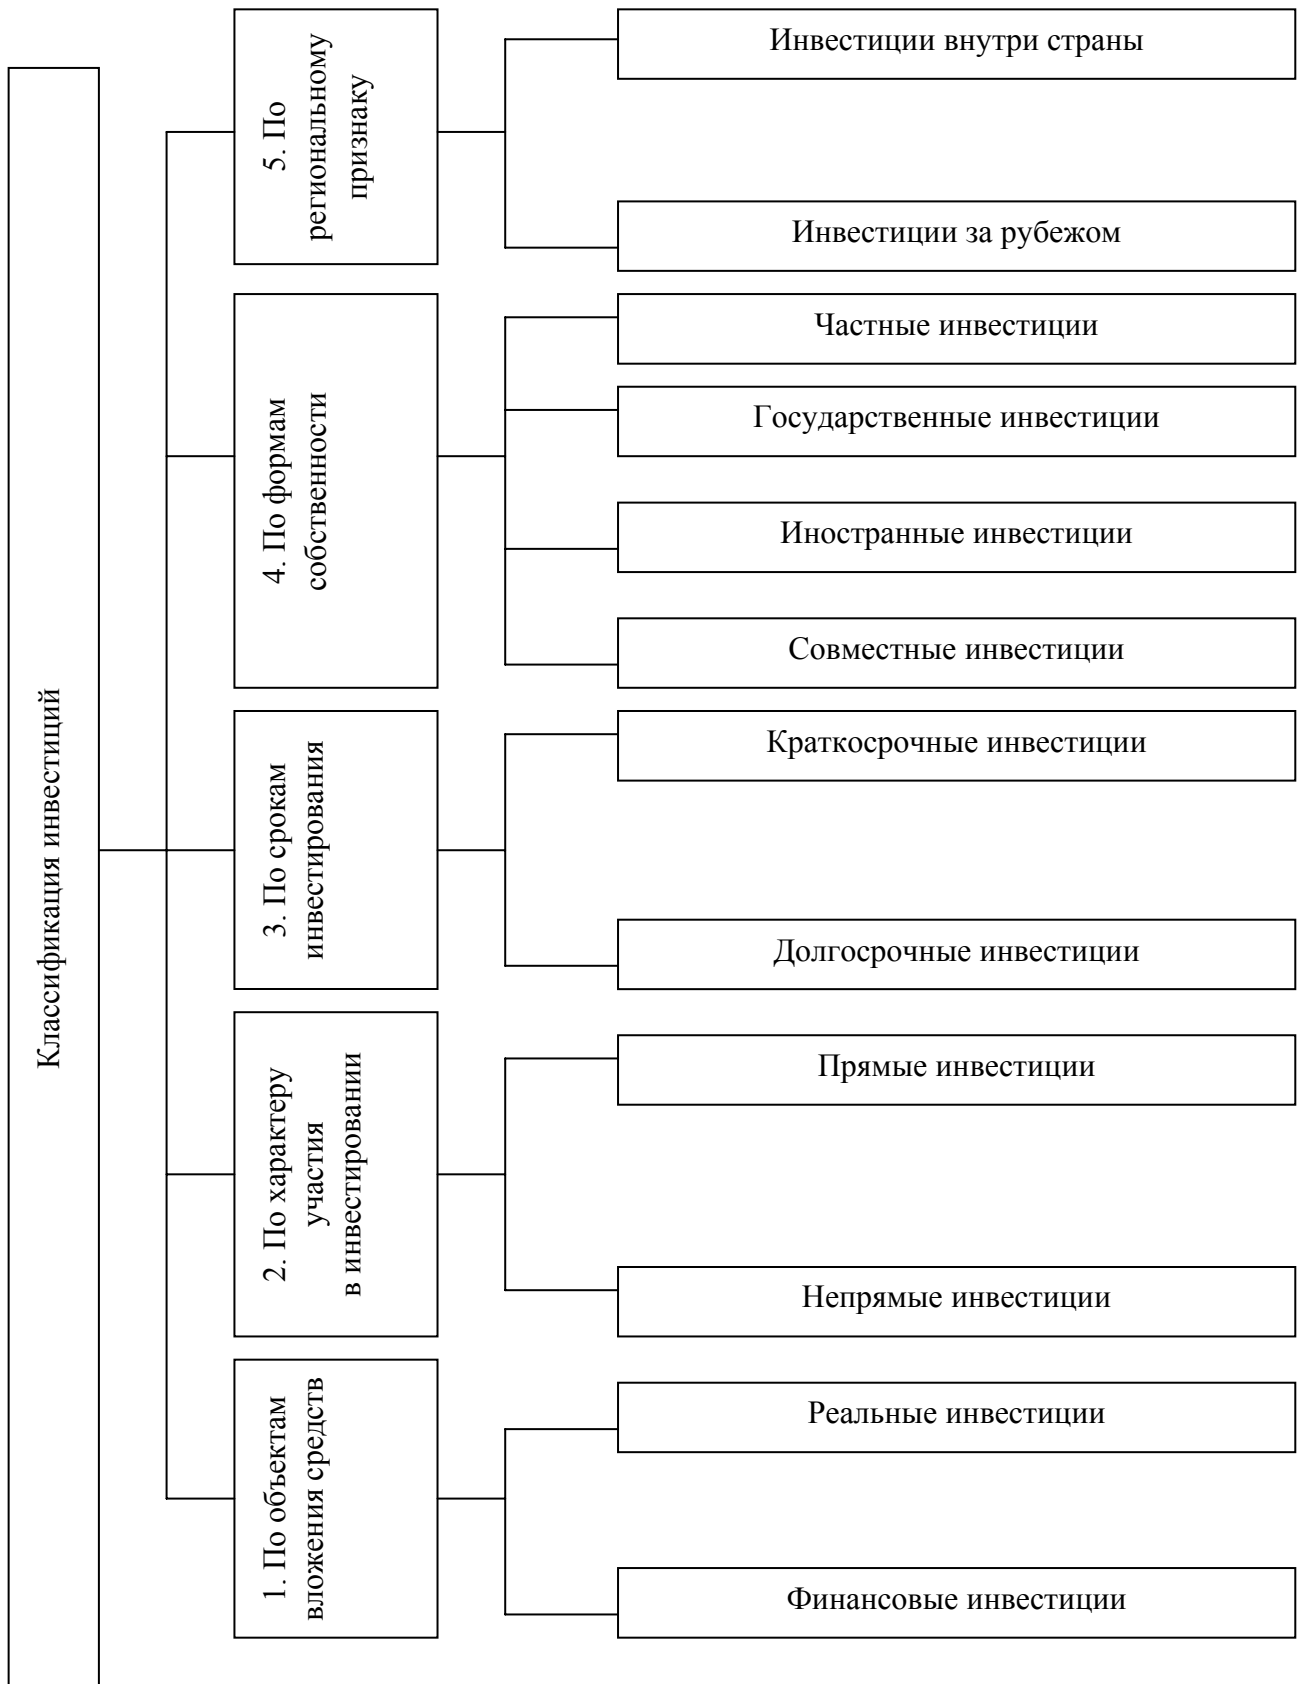 Классификация инвестиций
5. По
региональному
признаку
Инвестиции внутри страны
Инвестиции за рубежом
4. По формам
собственности
Частные инвестиции
Государственные инвестиции
Иностранные инвестиции
Совместные инвестиции
3. По срокам
инвестирования
Краткосрочные инвестиции
Долгосрочные инвестиции
2. По характеру
участия
в инвестировании
Прямые инвестиции
Непрямые инвестиции
1. По объектам
вложения средств
Реальные инвестиции
Финансовые инвестиции